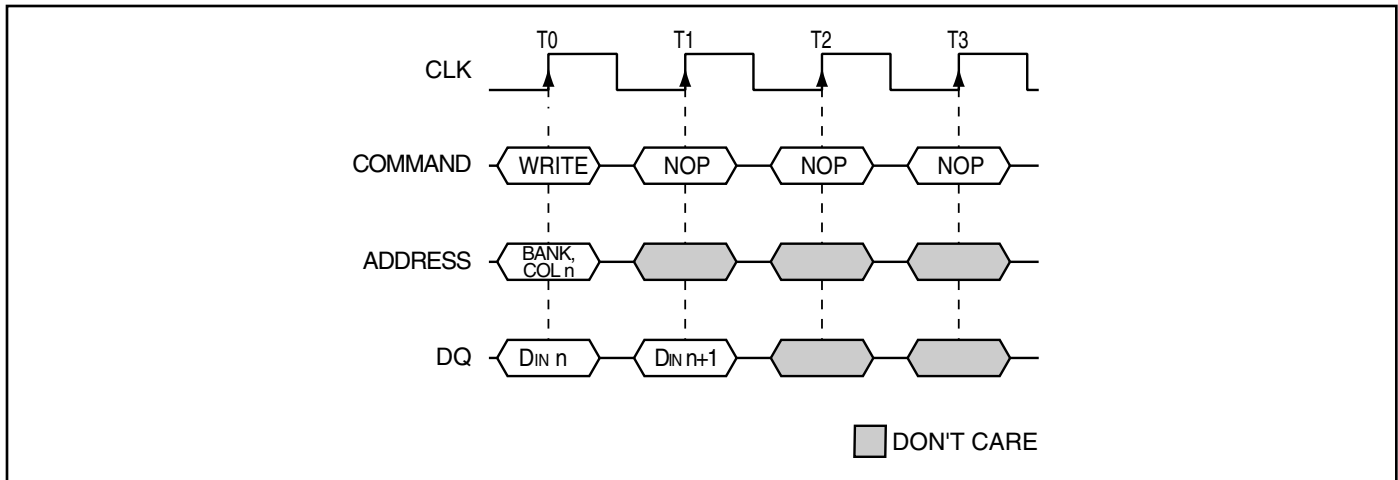 T0 T1 T2 T3
CLK
COMMAND WRITE NOP NOP NOP
ADDRESS BANK,
COL n
DQ DIN n DIN n+1
DON'T CARE